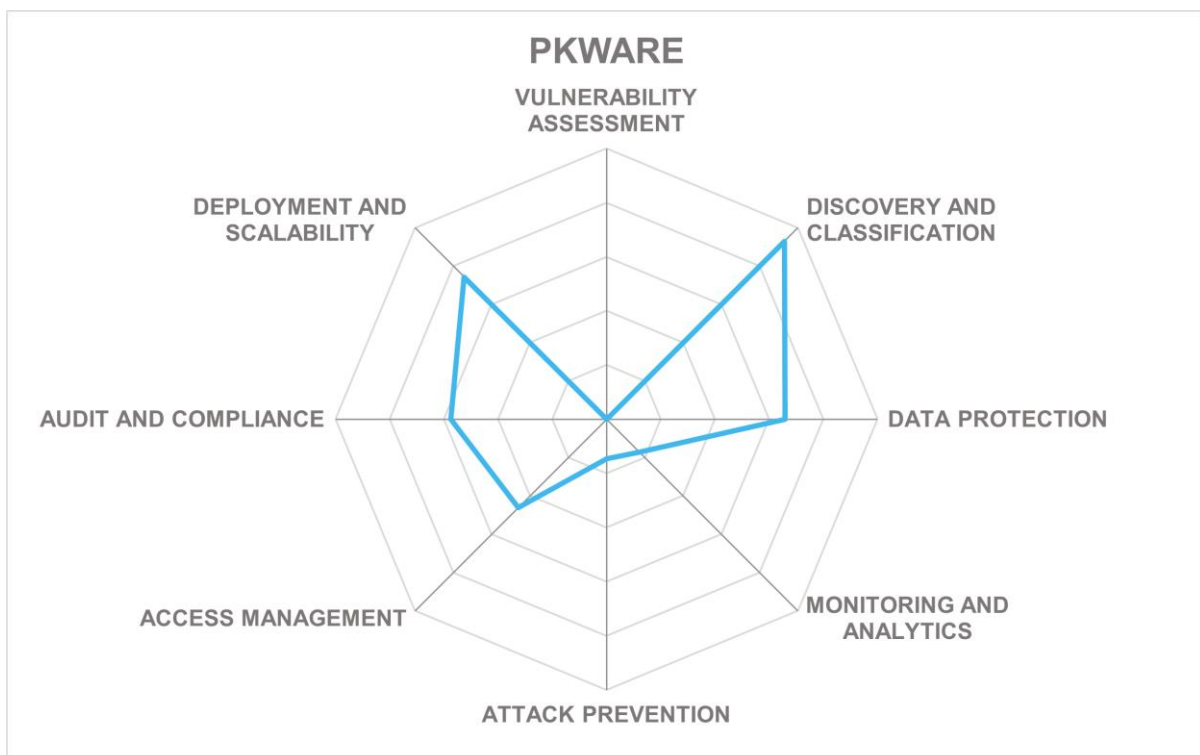 PKWARE
VULNERABILITY
ASSESSMENT
DISCOVERY AND
CLASSIFICATION
DATA PROTECTION
MONITORING AND
ANALYTICS
ATTACK PREVENTION
ACCESS MANAGEMENT
AUDIT AND COMPLIANCE
DEPLOYMENT AND
SCALABILITY